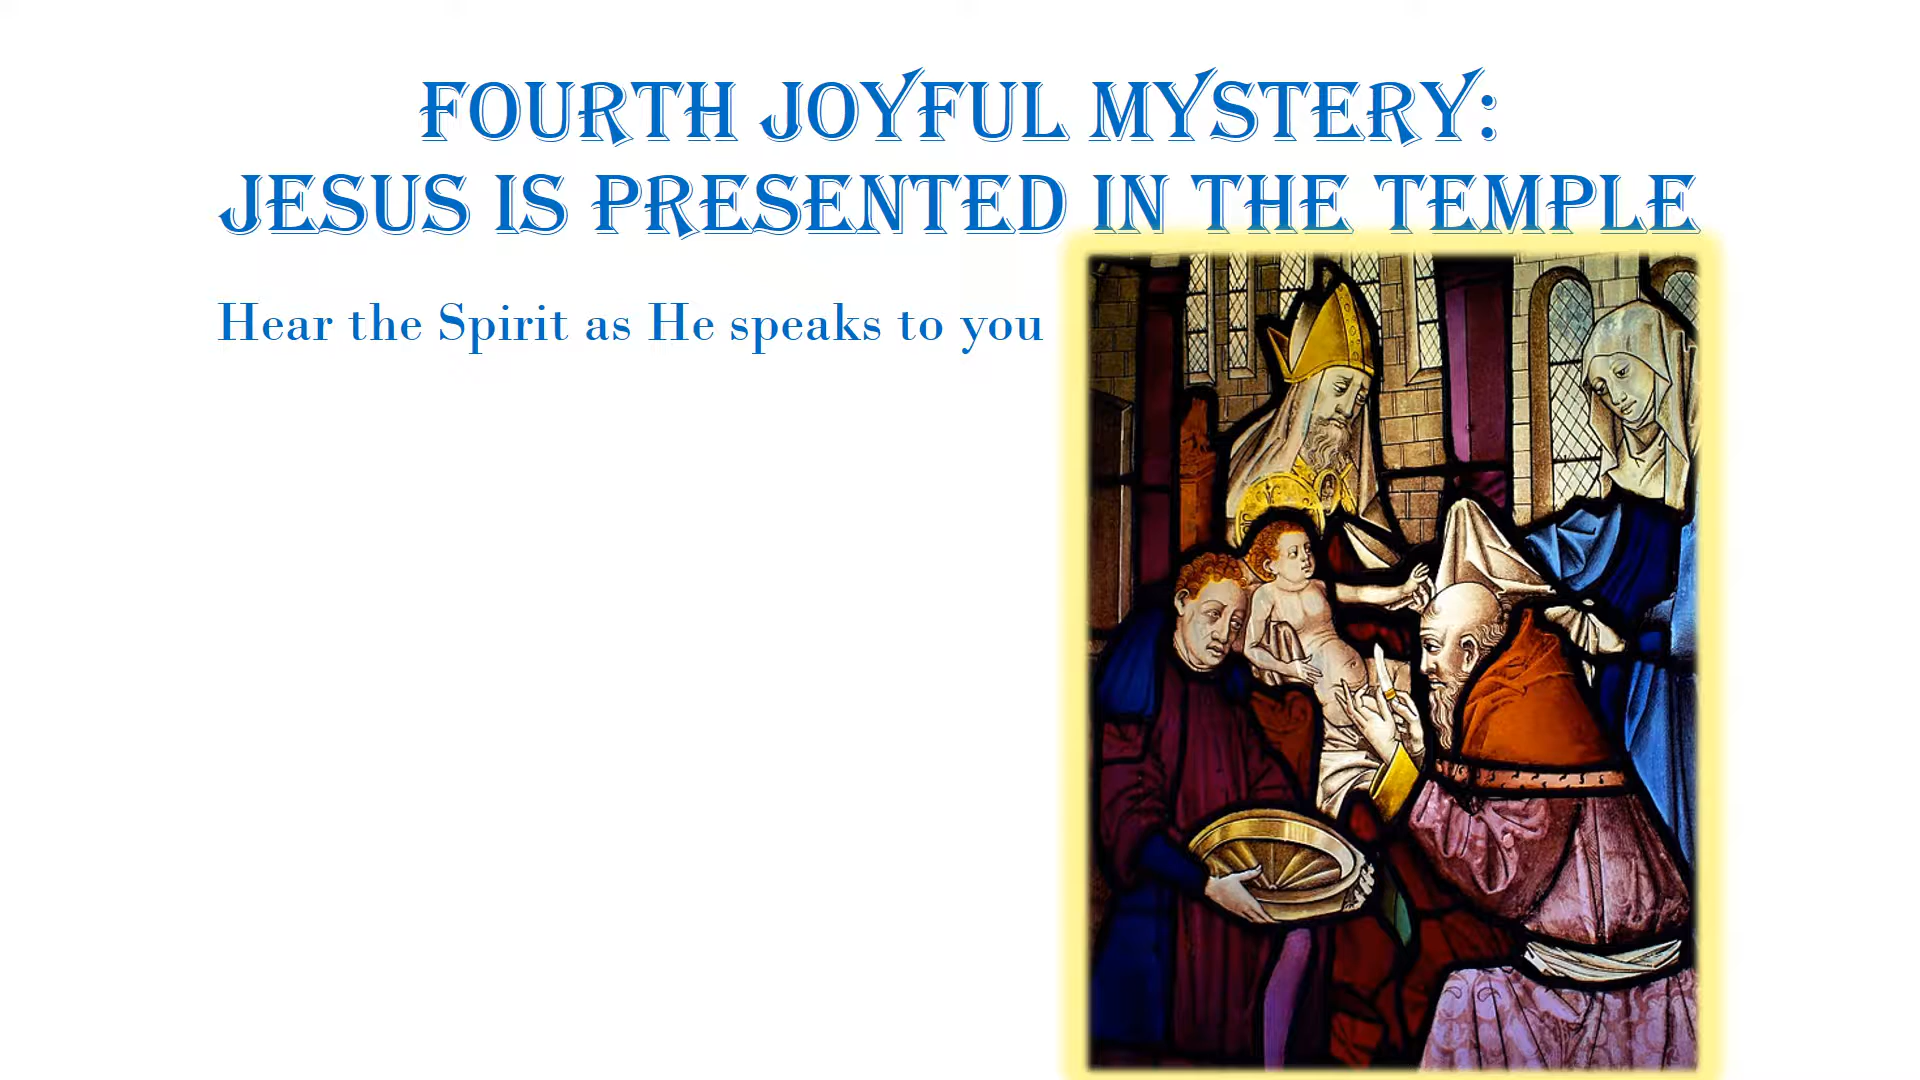 FOURTH JOYFUL MYSTERY:
JESUS IS PRESENTED IN THE TEMPLE
Hear the Spirit as He speaks to you